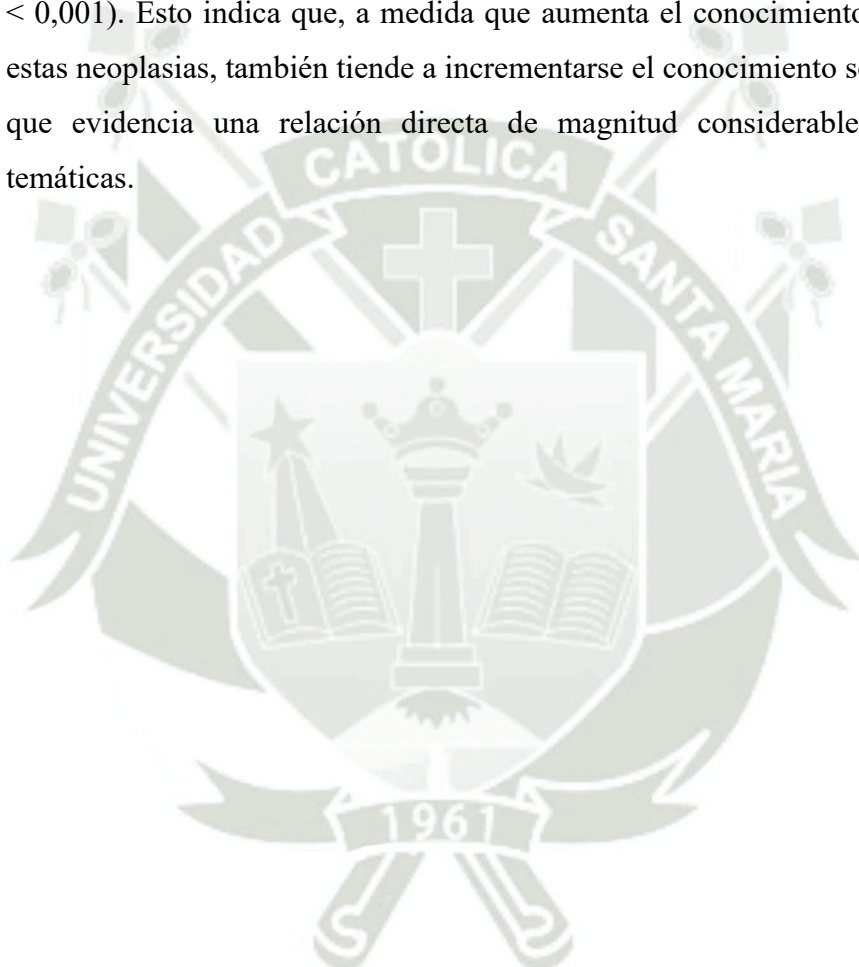 < 0,001). Esto indica que, a medida que aumenta el conocimiento
estas neoplasias, también tiende a incrementarse el conocimiento
que evidencia una relación directa de magnitud considerable
temáticas.
UNIVERSIDAD CATOLICA SANTA MARIA
1961